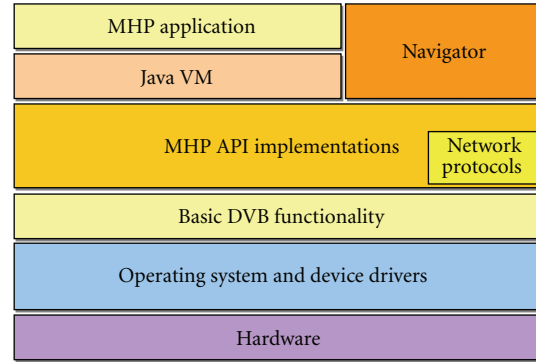 MHP application
Navigator
Java VM
MHP API implementations
Network
protocols
Basic DVB functionality
Operating system and device drivers
Hardware